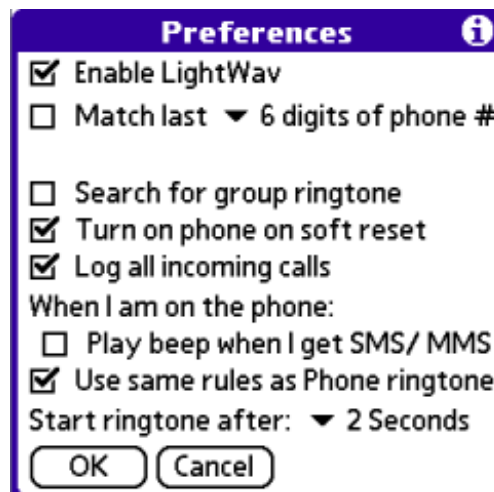 Preferences
Enable LightWav
Match last 6 digits of phone #
Search for group ringtone
Turn on phone on soft reset
Log all incoming calls
When I am on the phone:
Play beep when I get SMS/ MMS
Use same rules as Phone ringtone
Start ringtone after: 2 Seconds
OK Cancel